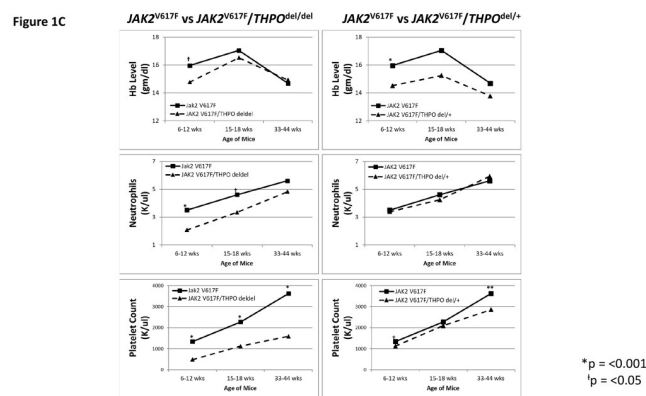 Figure 1C
JAK2V617F vs JAK2V617F/THPOdel/del
JAK2V617F vs JAK2V617F/THPOdel/+
Hb Level
(gm/dl)
18
16
14
12
†
Jak2 V617F
JAK2 V617F/THPO deldel
6-12 wks 15-18 wks 33-44 wks
Age of Mice
Hb Level
(gm/dl)
18
16
14
12
*
JAK2 V617F
JAK2 V617F/THPO del/+
6-12 wks 15-18 wks 33-44 wks
Age of Mice
Neutrophils
(K/ul)
7
5
3
1
Jak2 V617F
JAK2 V617F/THPO deldel
*
6-12 wks 15-18 wks 33-44 wks
Age of Mice
Neutrophils
(K/ul)
7
5
3
1
JAK2 V617F
JAK2 V617F/THPO del/+
6-12 wks 15-18 wks 33-44 wks
Age of Mice
Platelet Count
(K/ul)
4000
3000
2000
1000
0
JAK2 V617F
JAK2 V617F/THPO deldel
*
*
*
6-12 wks 15-18 wks 33-44 wks
Age of Mice
Platelet Count
(K/ul)
4000
3000
2000
1000
0
JAK2 V617F
JAK2 V617F/THPO del/+
**
6-12 wks 15-18 wks 33-44 wks
Age of Mice
*p = <0.001
ƚp = <0.05